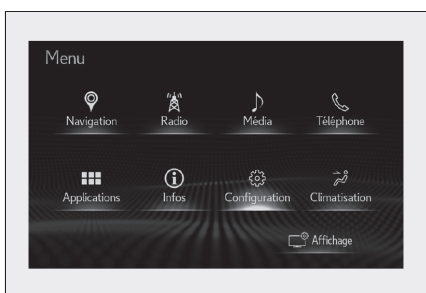 Menu
Navigation Radio Média Téléphone
Applications Infos Configuration Climatisation
Affichage